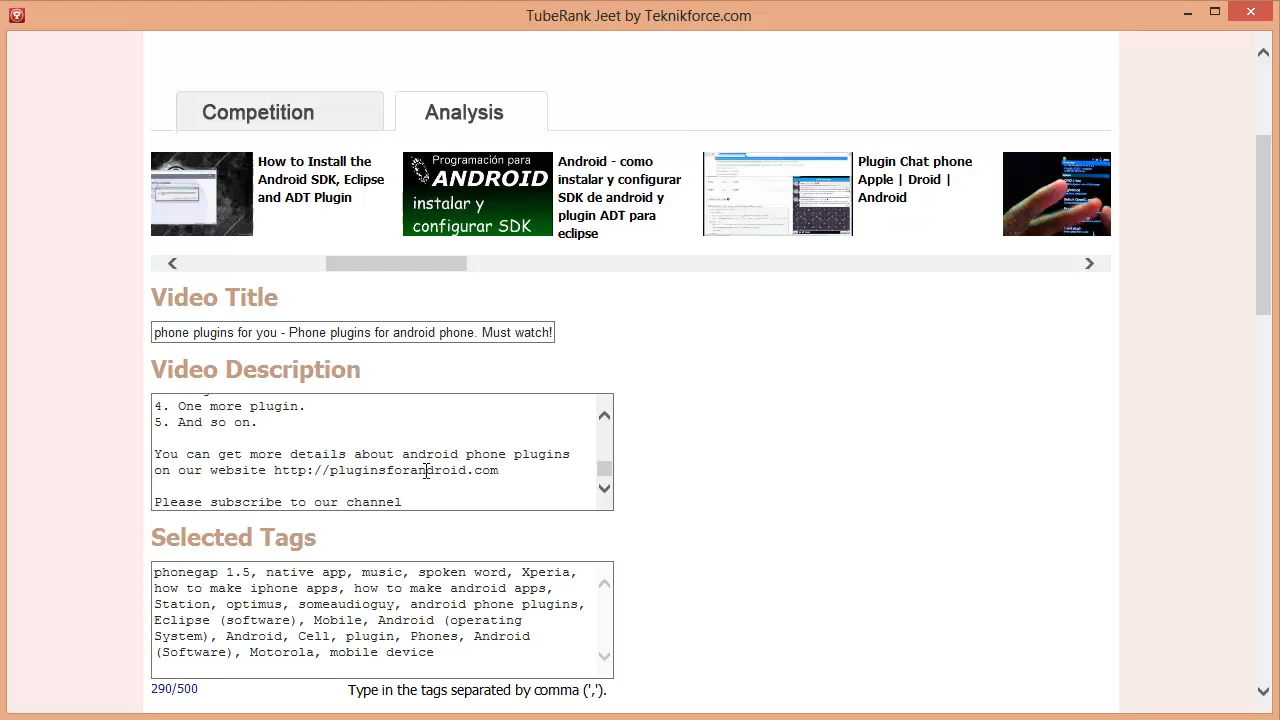 TubeRank Jeet by Teknikforce.com
Competition
Analysis
How to Install the
Android SDK, Eclip
and ADT Plugin
Programación para
ANDROID
instalar y
configurar SDK
Android - como
instalar y configurar
SDK de android y
plugin ADT para
eclipse
Plugin Chat phone
Apple | Droid |
Android
Video Title
phone plugins for you - Phone plugins for android phone. Must watch!
Video Description
4. One more plugin.
5. And so on.
You can get more details about android phone plugins
on our website http://pluginsforandroid.com
Please subscribe to our channel
Selected Tags
phonegap 1.5, native app, music, spoken word, Xperia,
how to make iphone apps, how to make android apps,
Station, optimus, someaudioguy, android phone plugins,
Eclipse (software), Mobile, Android (operating
System), Android, Cell, plugin, Phones, Android
(Software), Motorola, mobile device
290/500
Type in the tags separated by comma (',').